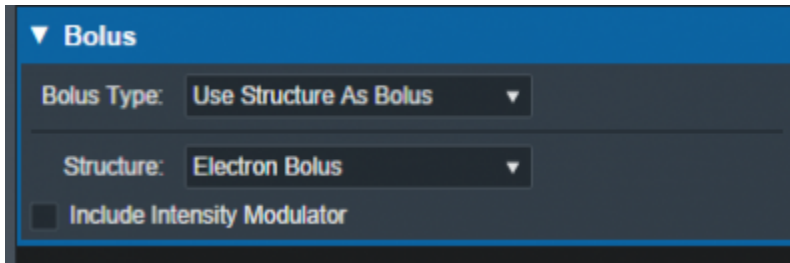 Bolus
Bolus Type: Use Structure As Bolus
Structure: Electron Bolus
Include Intensity Modulator